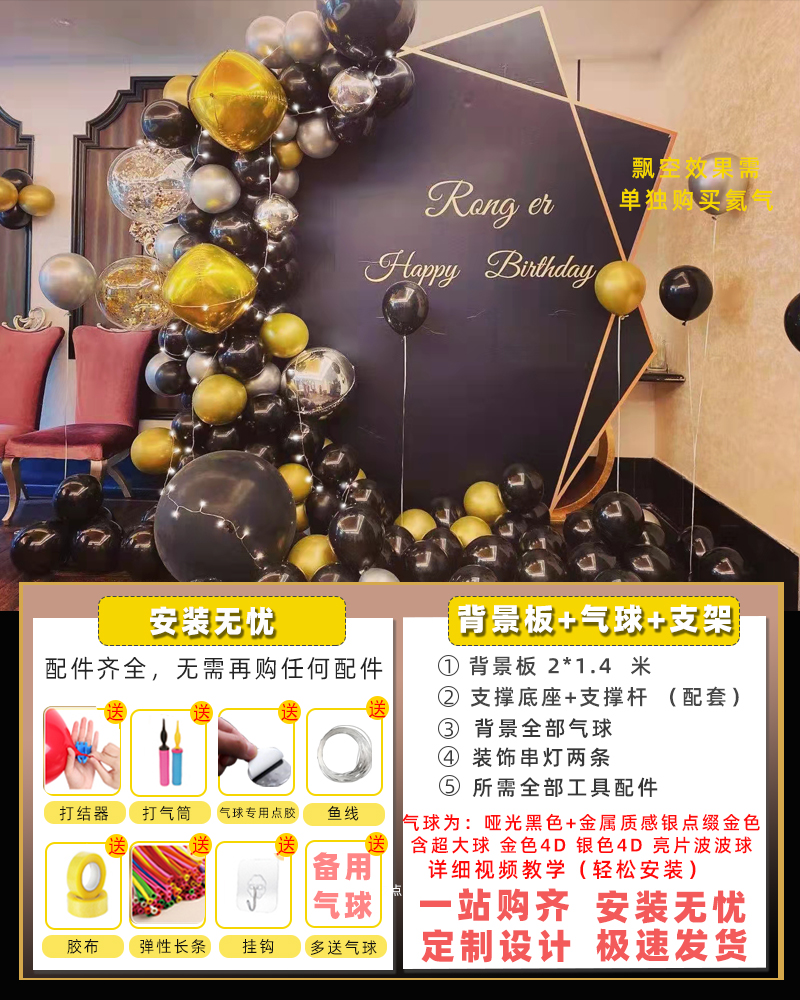 Rong er
Happy Birthday
飘空效果需
单独购买氦气
安装无忧
配件齐全，无需再购任何配件
送 送 送 送
打结器 打气筒 气球专用点胶 鱼线
送 送 送 送
备用
气球
点
胶布 弹性长条 挂钩 多送气球
背景板+气球+支架
① 背景板 2*1.4 米
② 支撑底座+支撑杆 （配套）
③ 背景全部气球
④ 装饰串灯两条
⑤ 所需全部工具配件
气球为：哑光黑色+金属质感银点缀金色
含超大球 金色4D 银色4D 亮片波波球
详细视频教学（轻松安装）
一站购齐 安装无忧
定制设计 极速发货